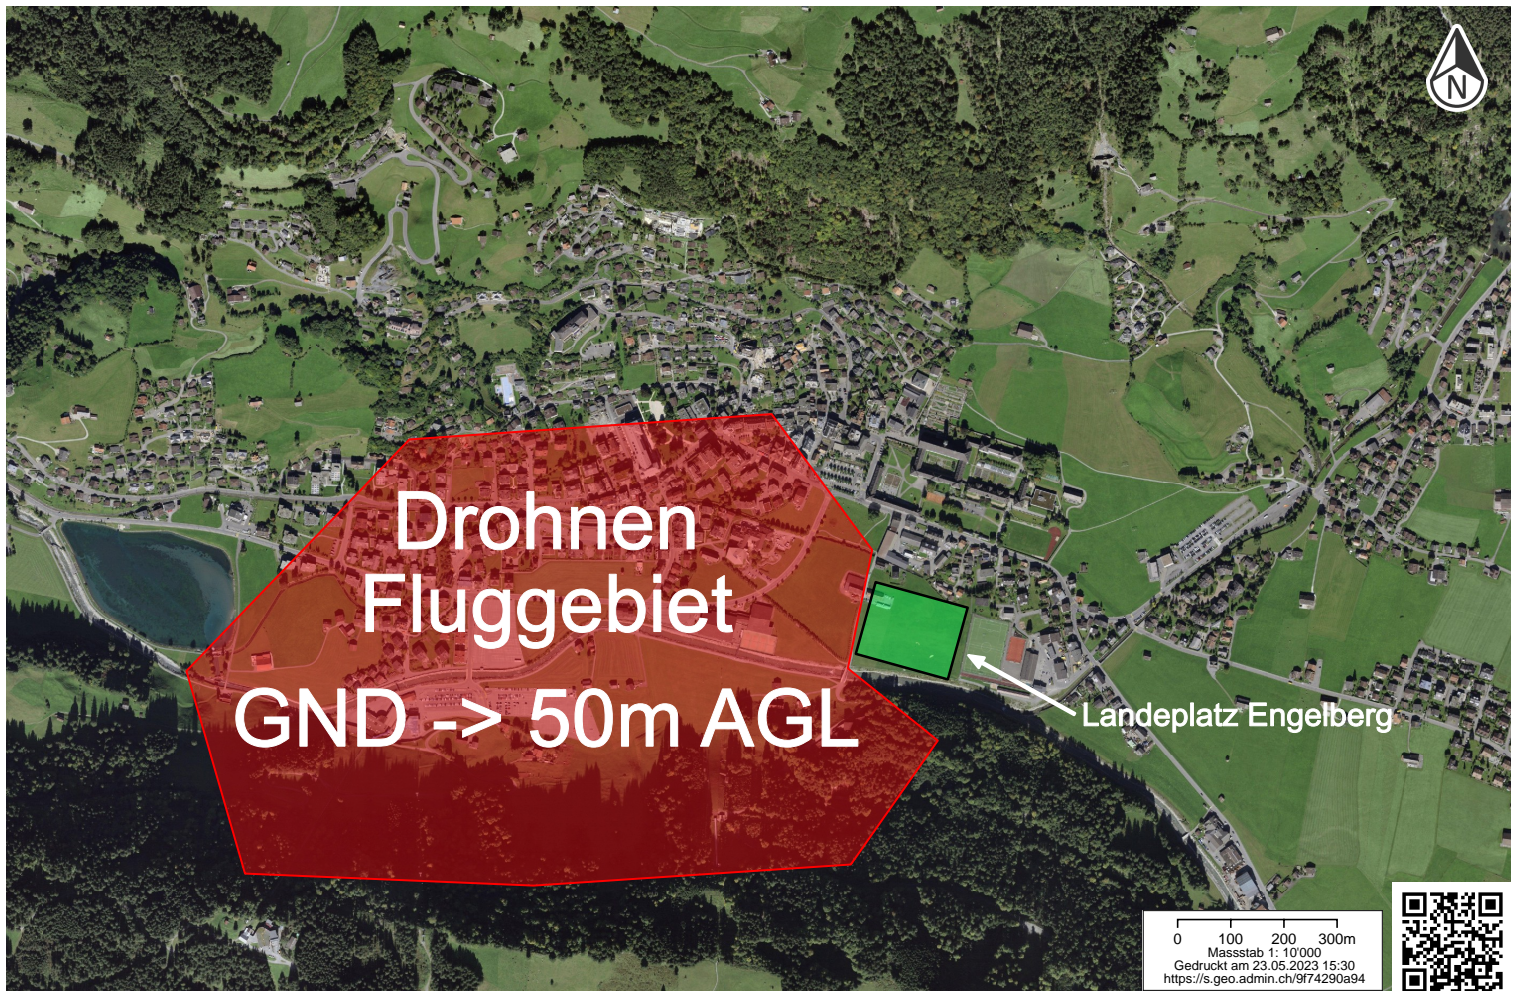 N
Drohnen
Fluggebiet
GND -> 50m AGL
Landeplatz Engelberg
0 100 200 300m
Massstab 1: 10'000
Gedruckt am 23.05.2023 15:30
https://s.geo.admin.ch/9f74290a94